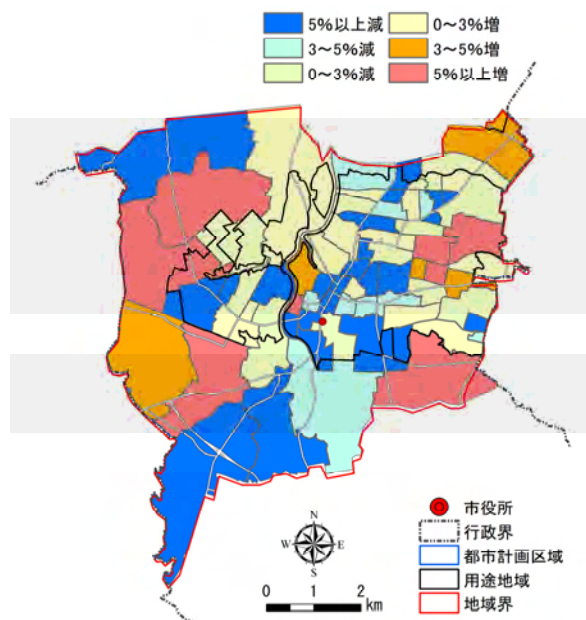 5%以上減
0～3%増
3～5%減
3～5%増
0～3%減
5%以上増
市役所
行政界
都市計画区域
用途地域
地域界
N
W E
S
0 1 2
km